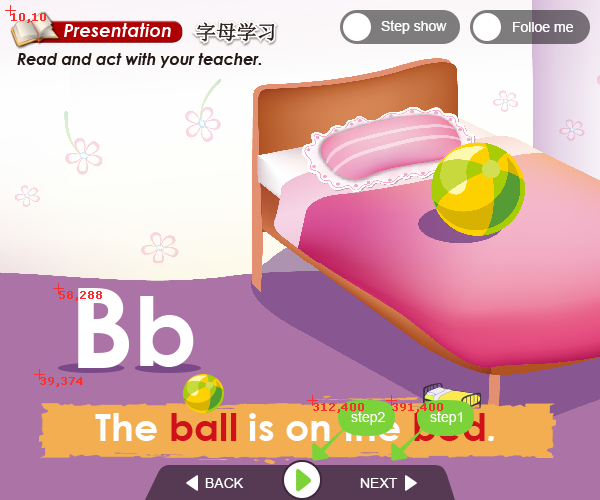 10,10
Presentation 字母学习
Step show
Folloe me
Read and act with your teacher.
58,288
Bb
39,374
312,400
391,400
step2
step1
The ball is on the bed.
BACK
NEXT